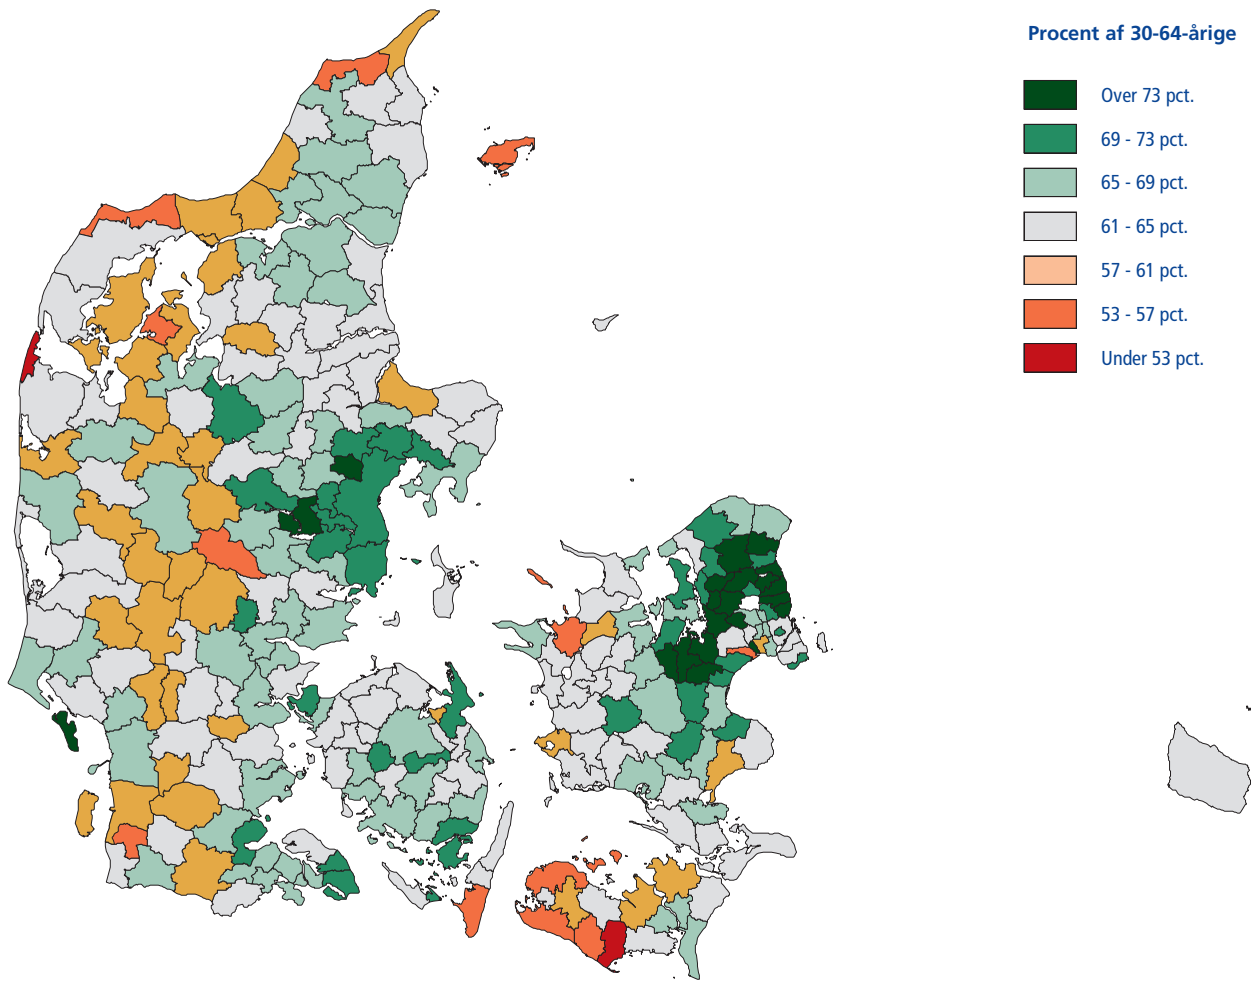 Procent af 30-64-årige
Over 73 pct.
69 - 73 pct.
65 - 69 pct.
61 - 65 pct.
57 - 61 pct.
53 - 57 pct.
Under 53 pct.